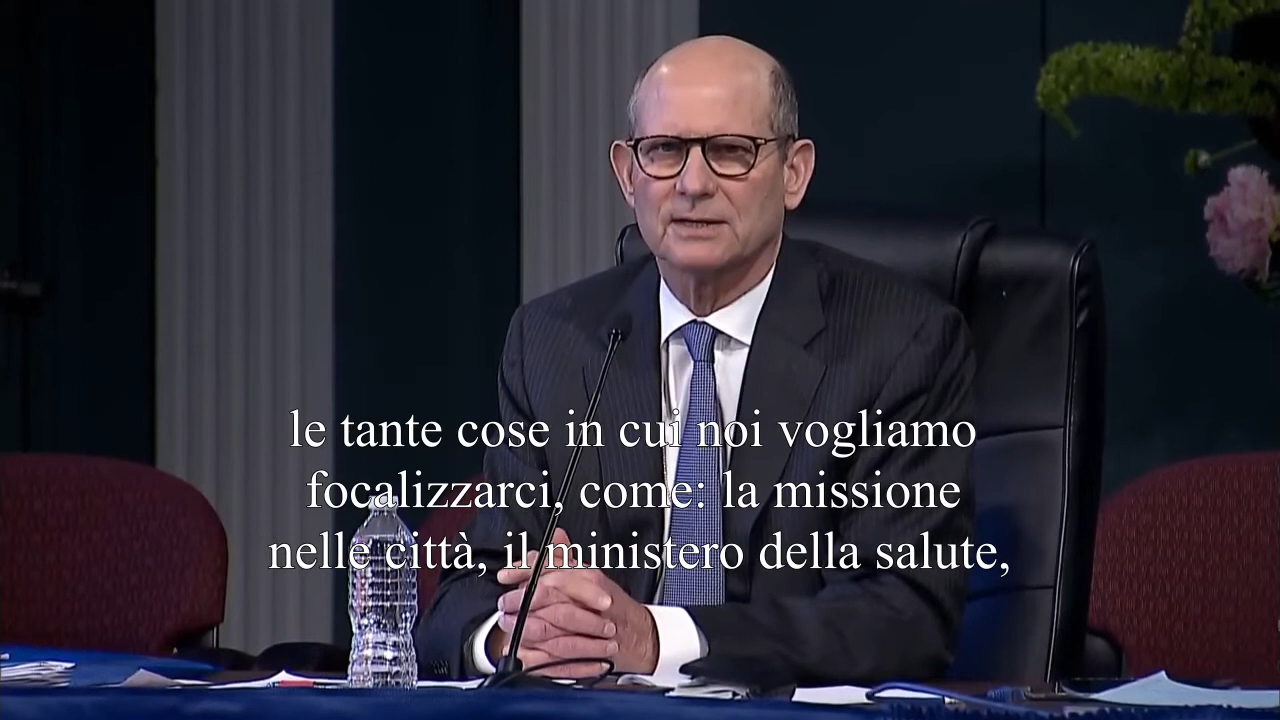 le tante cose in cui noi vogliamo
focalizzarci, come: la missione
nelle città, il ministero della salute,